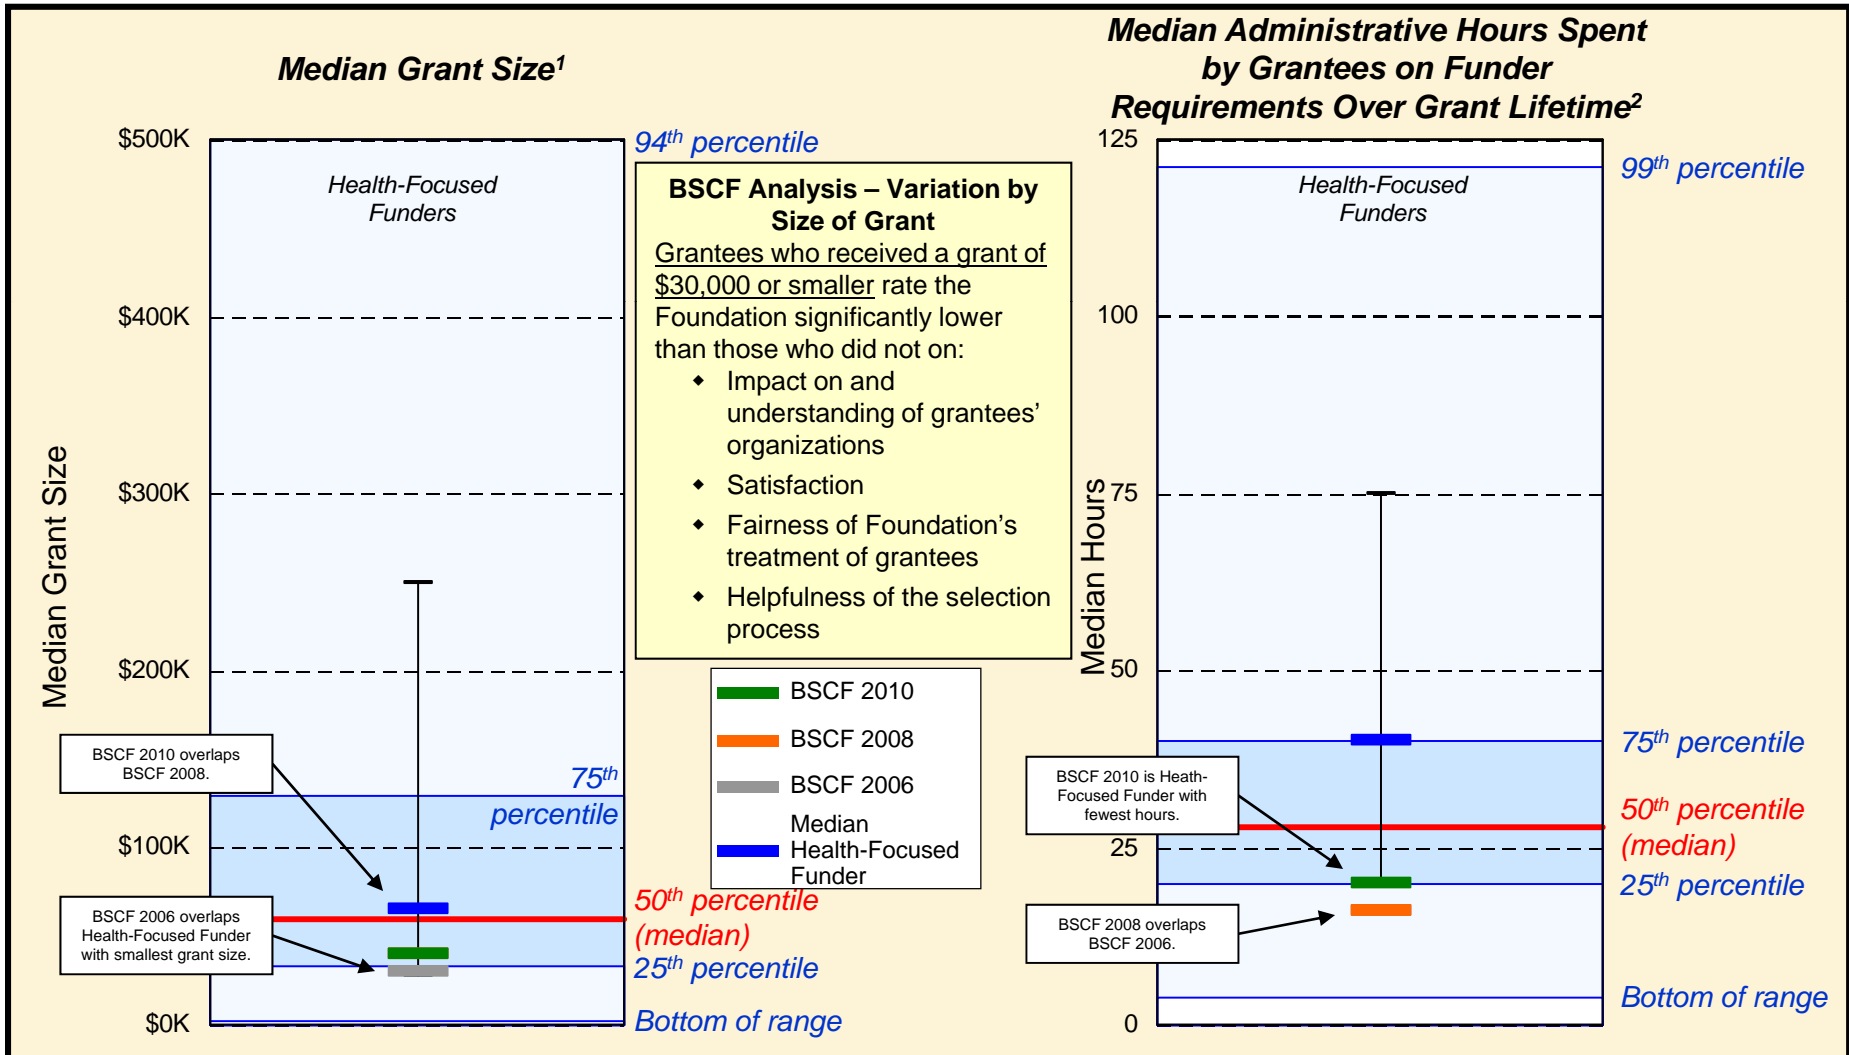 Median Grant Size1
Median Grant Size
$500K
$400K
$300K
$200K
$100K
$0K
Health-Focused
Funders
94th percentile
75th
percentile
50th percentile
(median)
25th percentile
Bottom of range
BSCF 2010 overlaps
BSCF 2008.
BSCF 2006 overlaps
Health-Focused Funder
with smallest grant size.
BSCF Analysis – Variation by
Size of Grant
Grantees who received a grant of
$30,000 or smaller rate the
Foundation significantly lower
than those who did not on:
◆ Impact on and
understanding of grantees’
organizations
◆ Satisfaction
◆ Fairness of Foundation’s
treatment of grantees
◆ Helpfulness of the selection
process
BSCF 2010
BSCF 2008
BSCF 2006
Median
Health-Focused
Funder
Median Administrative Hours Spent
by Grantees on Funder
Requirements Over Grant Lifetime2
Median Hours
125
100
75
50
25
0
Health-Focused
Funders
99th percentile
75th percentile
50th percentile
(median)
25th percentile
Bottom of range
BSCF 2010 is Heath-
Focused Funder with
fewest hours.
BSCF 2008 overlaps
BSCF 2006.